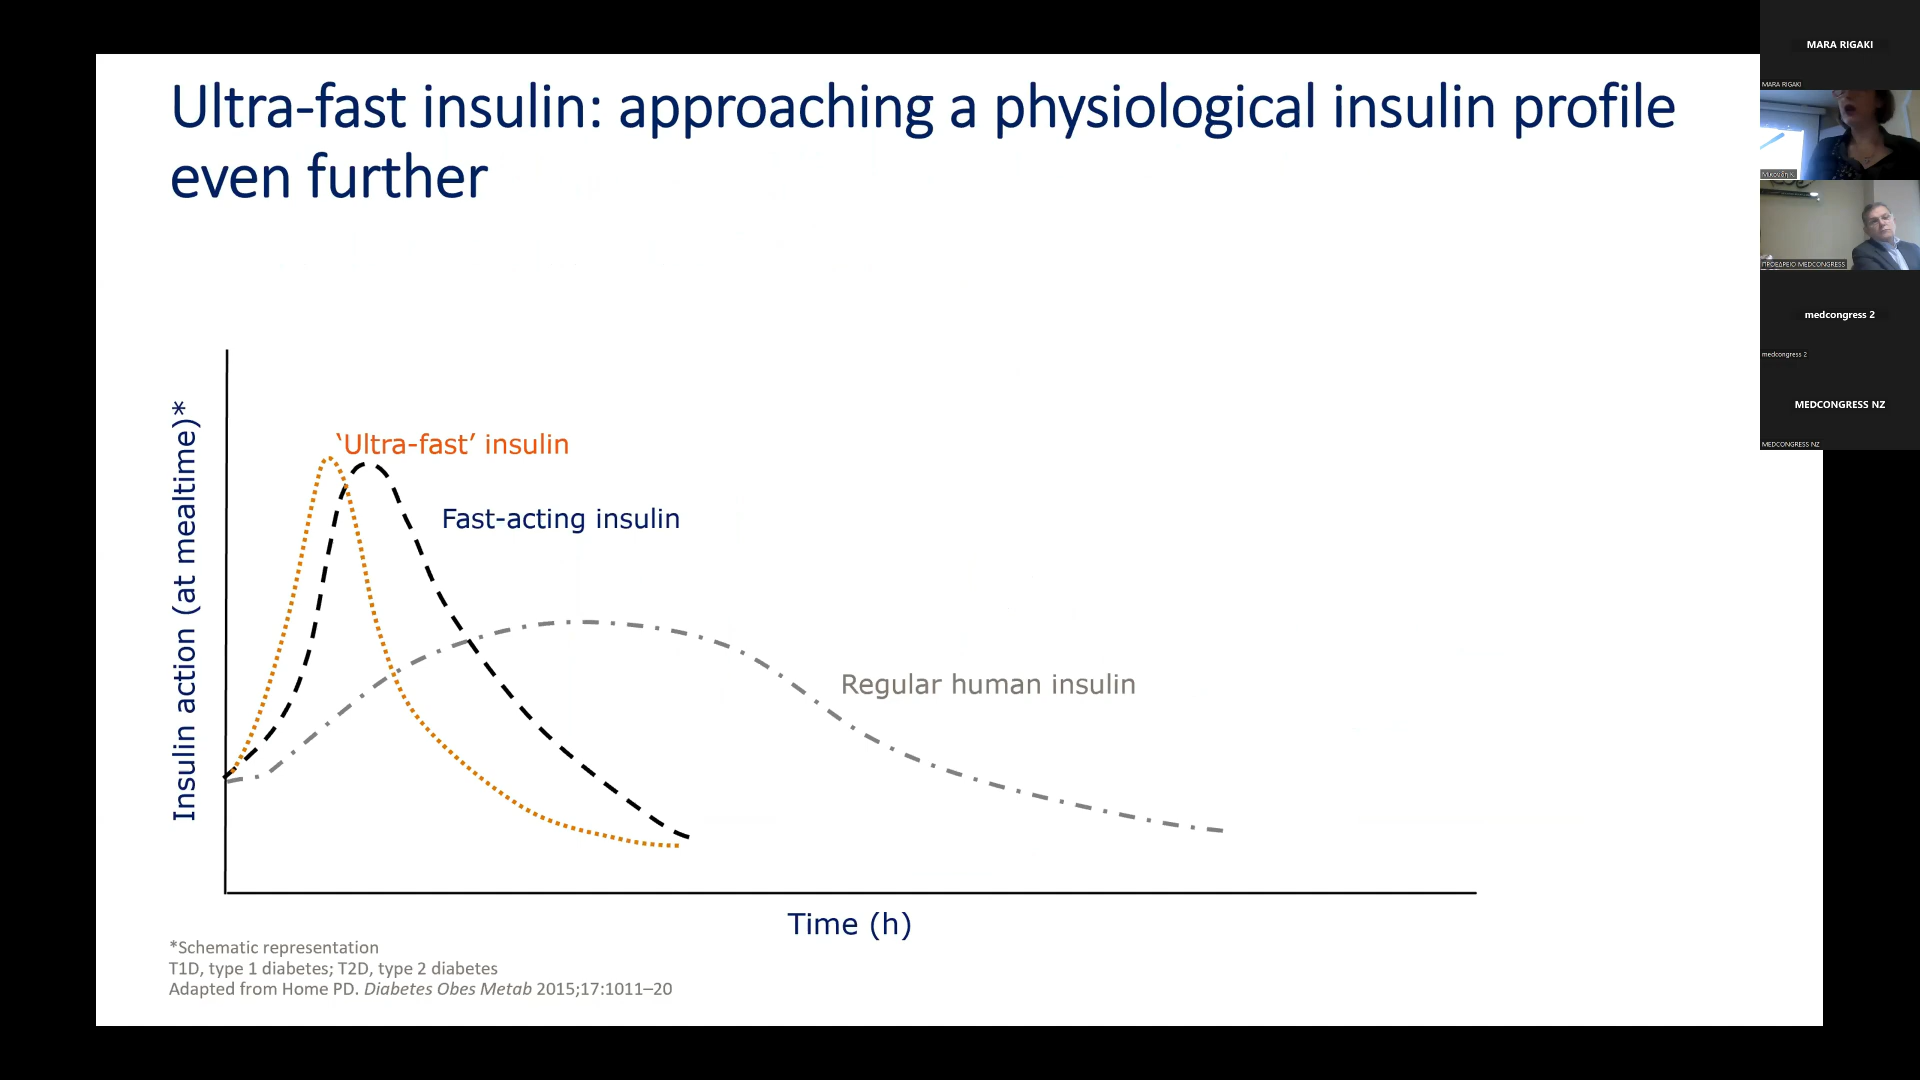 Ultra-fast insulin: approaching a physiological insulin profile
even further
Insulin action (at mealtime)*
‘Ultra-fast’ insulin
Fast-acting insulin
Regular human insulin
Time (h)
*Schematic representation
T1D, type 1 diabetes; T2D, type 2 diabetes
Adapted from Home PD. Diabetes Obes Metab 2015;17:1011–20
MARA RIGAKI
MARA RIGAKI
ΠΡΟΕΔΡΕΙΟ MEDCONGRESS
medcongress 2
medcongress 2
MEDCONGRESS NZ
MEDCONGRESS NZ